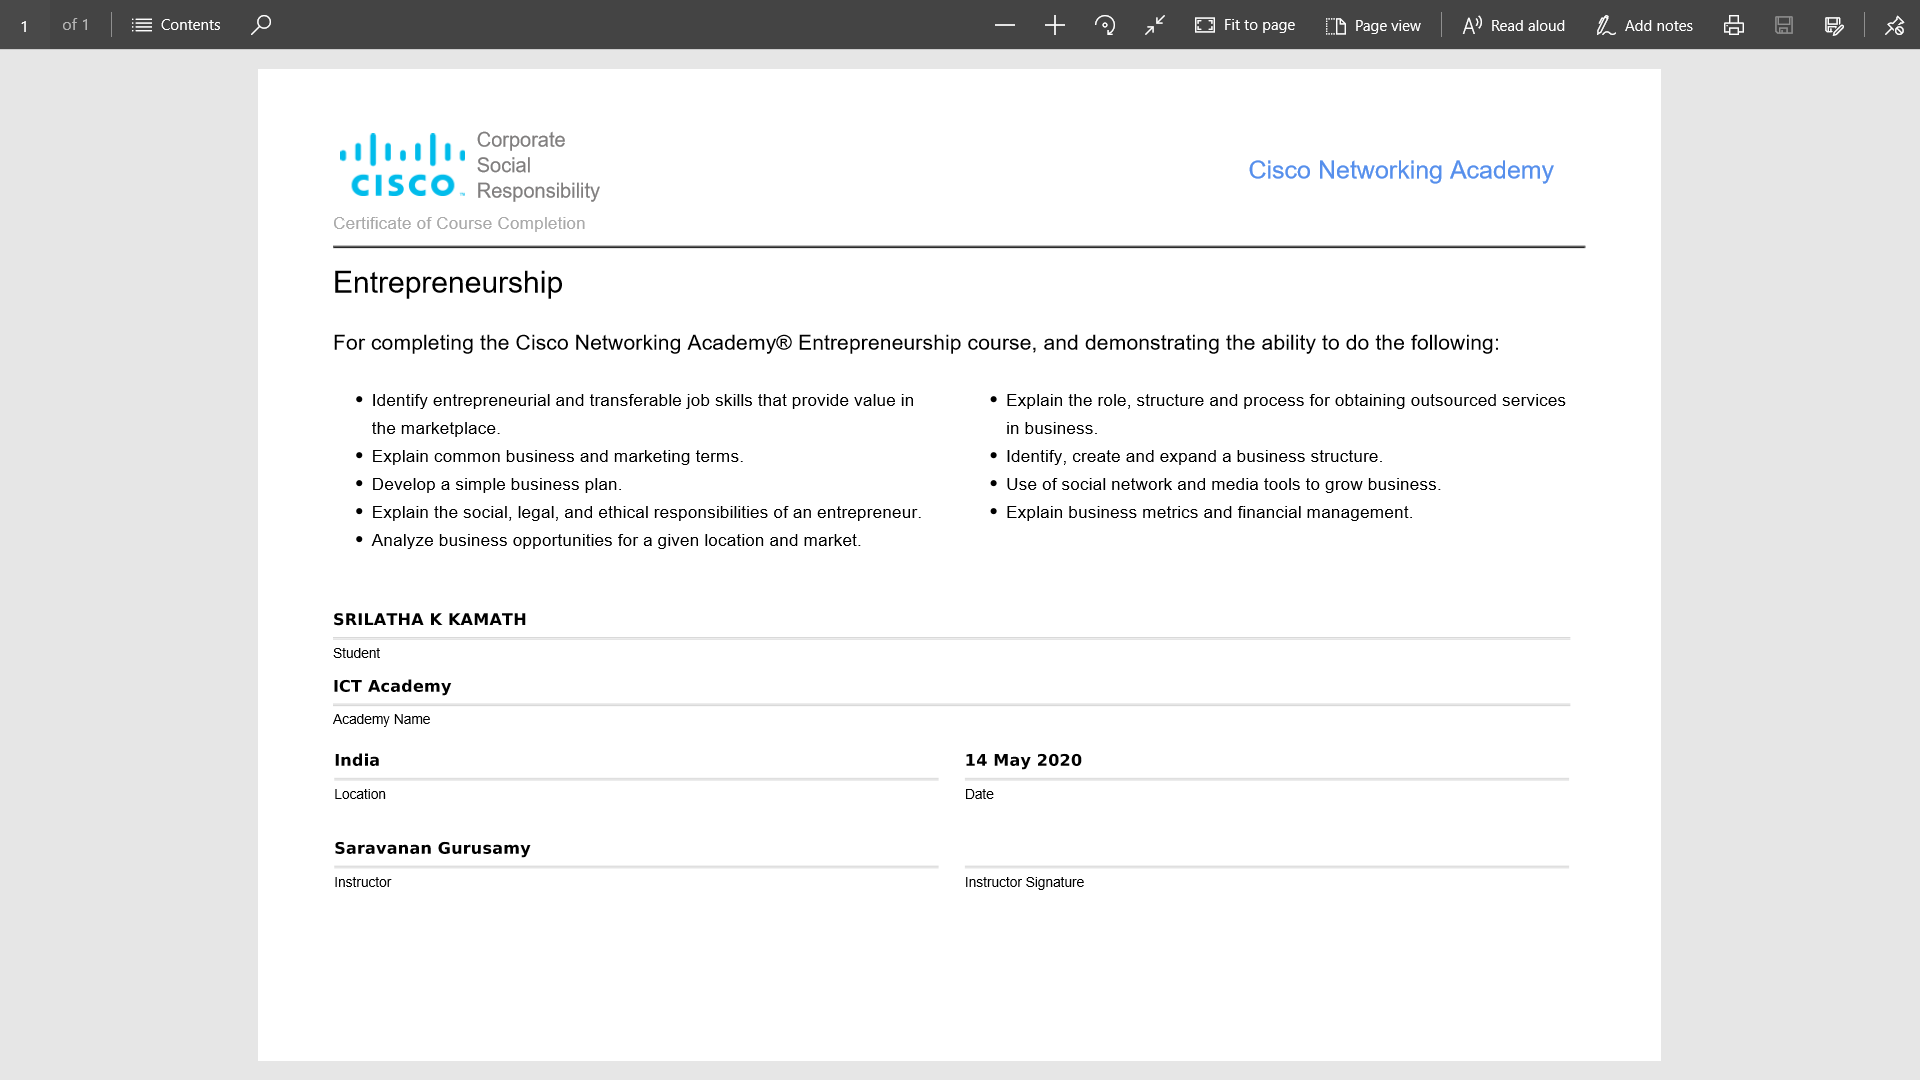 1 of 1 Contents Fit to page Page view Read aloud Add notes
Corporate
Social
Responsibility
CISCO™
Cisco Networking Academy
Certificate of Course Completion
Entrepreneurship
For completing the Cisco Networking Academy® Entrepreneurship course, and demonstrating the ability to do the following:
• Identify entrepreneurial and transferable job skills that provide value in
the marketplace.
• Explain common business and marketing terms.
• Develop a simple business plan.
• Explain the social, legal, and ethical responsibilities of an entrepreneur.
• Analyze business opportunities for a given location and market.
• Explain the role, structure and process for obtaining outsourced services
in business.
• Identify, create and expand a business structure.
• Use of social network and media tools to grow business.
• Explain business metrics and financial management.
SRILATHA K KAMATH
Student
ICT Academy
Academy Name
India
Location
14 May 2020
Date
Saravanan Gurusamy
Instructor
Instructor Signature